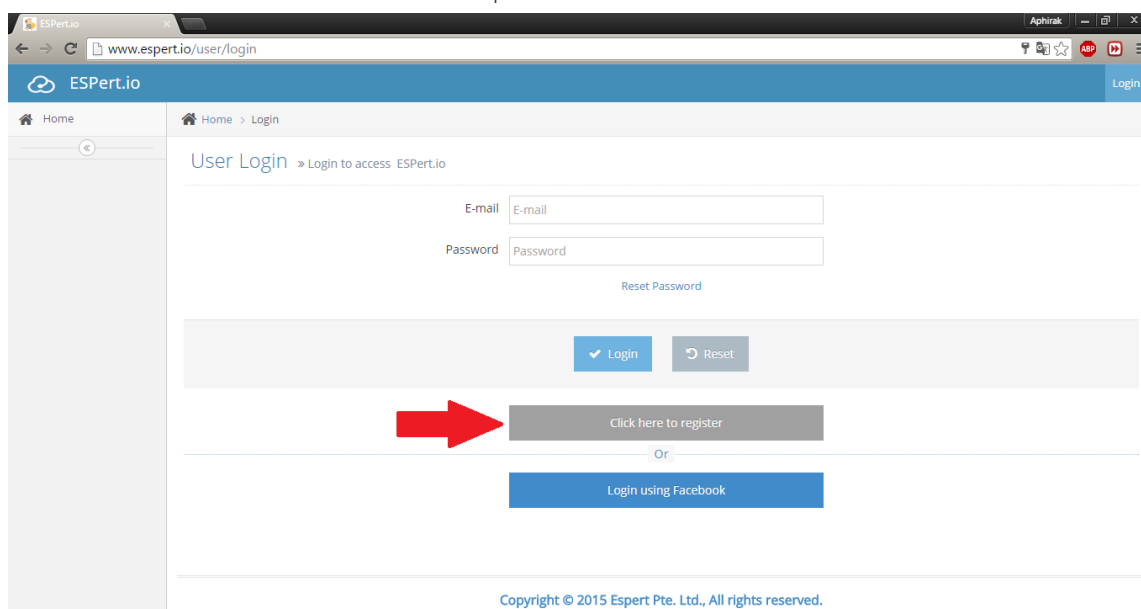 ESPert.io
Aphirak
www.espert.io/user/login
ABP
ESPert.io
Login
Home
Home > Login
User Login » Login to access ESPert.io
E-mail
E-mail
Password
Password
Reset Password
Login
Reset
Click here to register
Or
Login using Facebook
Copyright © 2015 Espert Pte. Ltd., All rights reserved.